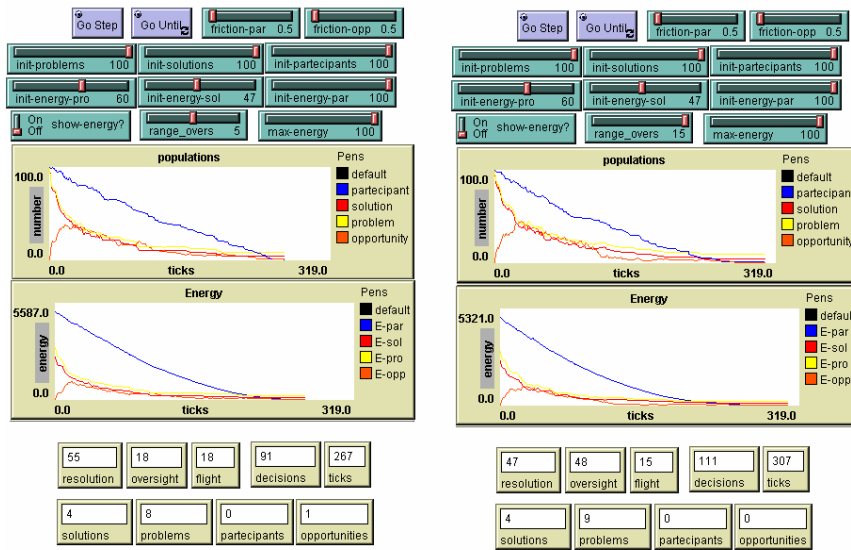 Go Step
Go Until
friction-par 0.5
friction-opp 0.5
init-problems 100
init-solutions 100
init-partecipants 100
init-energy-pro 60
init-energy-sol 47
init-energy-par 100
On
Off
show-energy?
range_overs 5
max-energy 100
populations
Pens
100.0
number
0.0
0.0
ticks
319.0
default
partecipant
solution
problem
opportunity
Energy
Pens
5587.0
energy
0.0
0.0
ticks
319.0
default
E-par
E-sol
E-pro
E-opp
55
resolution
18
oversight
18
flight
91
decisions
267
ticks
4
solutions
8
problems
0
partecipants
1
opportunities
Go Step
Go Until
friction-par 0.5
friction-opp 0.5
init-problems 100
init-solutions 100
init-partecipants 100
init-energy-pro 60
init-energy-sol 47
init-energy-par 100
On
Off
show-energy?
range_overs 15
max-energy 100
populations
Pens
100.0
number
0.0
0.0
ticks
319.0
default
partecipan
solution
problem
opportunity
Energy
Pens
5321.0
energy
0.0
0.0
ticks
319.0
default
E-par
E-sol
E-pro
E-opp
47
resolution
48
oversight
15
flight
111
decisions
307
ticks
4
solutions
9
problems
0
partecipants
0
opportunities